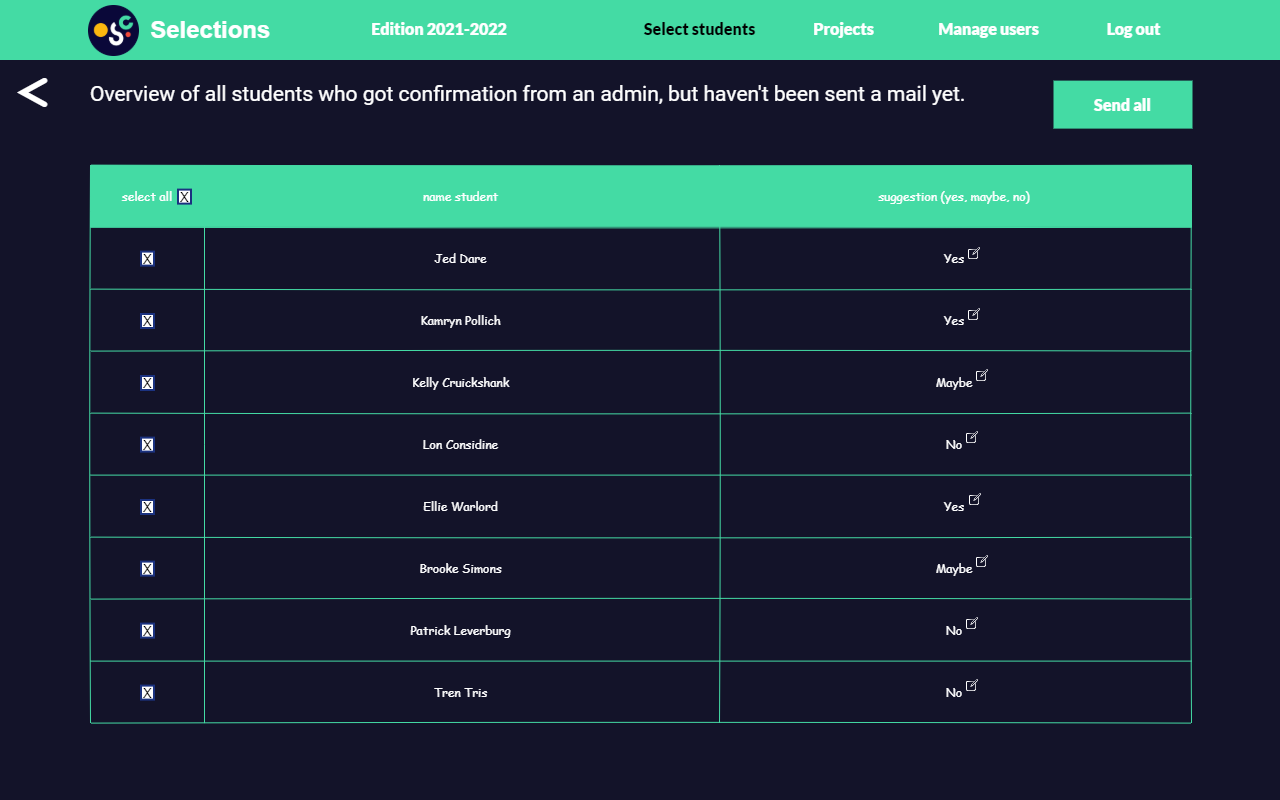 osc Selections Edition 2021-2022 Select students Projects Manage users Log out
< Overview of all students who got confirmation from an admin, but haven't been sent a mail yet. Send all
select all X name student suggestion (yes, maybe, no)
X Jed Dare Yes
X Kamryn Pollich Yes
X Kelly Cruickshank Maybe
X Lon Considine No
X Ellie Warlord Yes
X Brooke Simons Maybe
X Patrick Leverburg No
X Tren Tris No